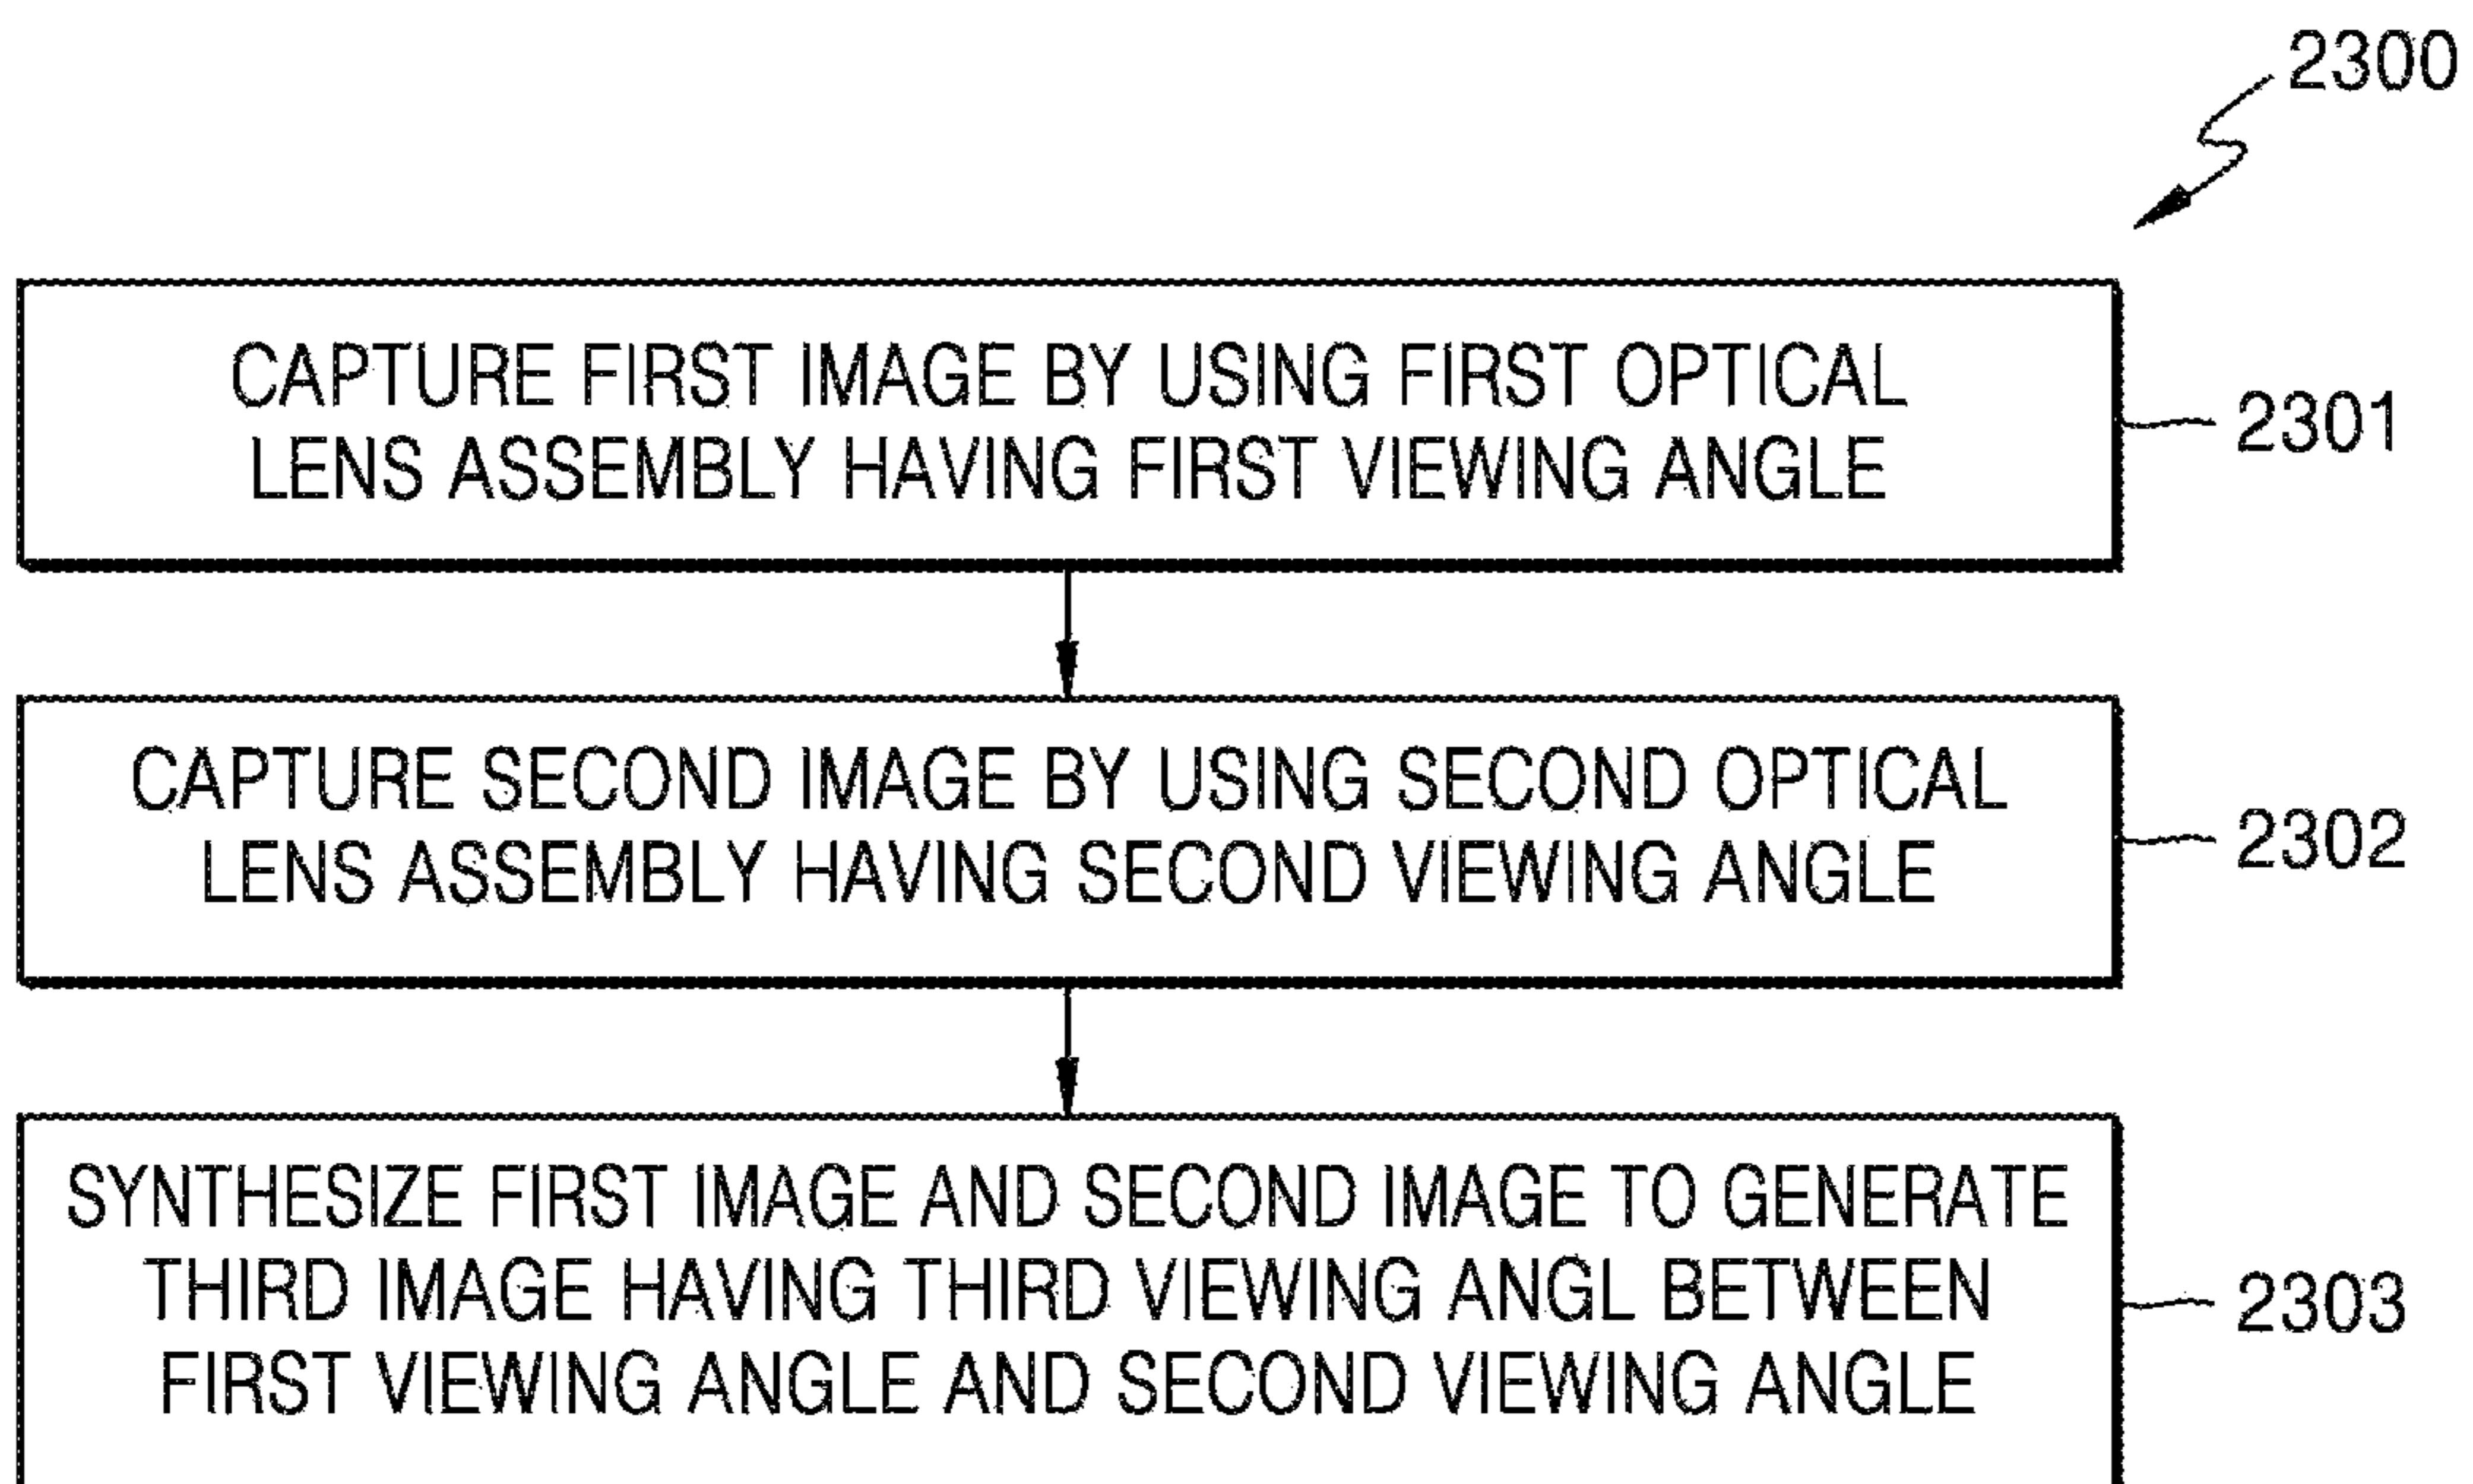 2300
CAPTURE FIRST IMAGE BY USING FIRST OPTICAL
LENS ASSEMBLY HAVING FIRST VIEWING ANGLE
2301
CAPTURE SECOND IMAGE BY USING SECOND OPTICAL
LENS ASSEMBLY HAVING SECOND VIEWING ANGLE
2302
SYNTHESIZE FIRST IMAGE AND SECOND IMAGE TO GENERATE
THIRD IMAGE HAVING THIRD VIEWING ANGL BETWEEN
FIRST VIEWING ANGLE AND SECOND VIEWING ANGLE
2303